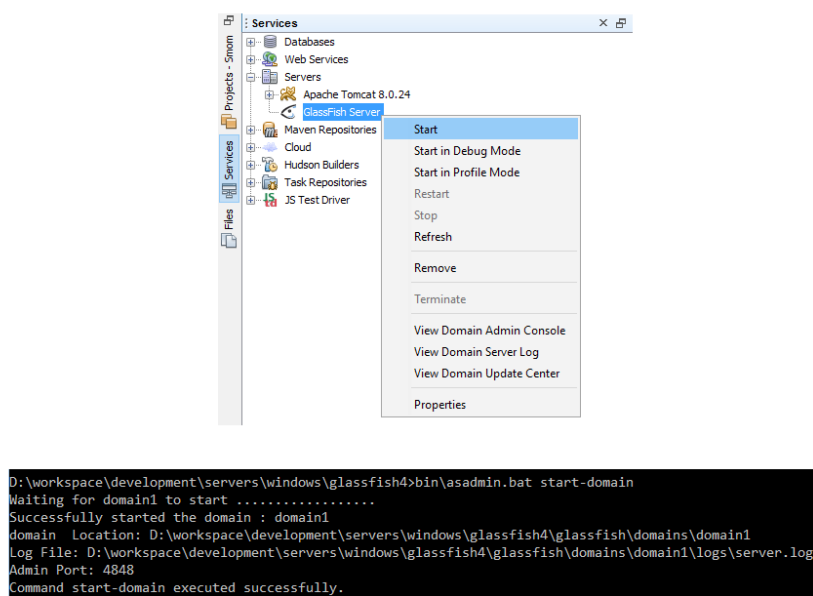 Services
Projects - Smom
Services
Files
Databases
Web Services
Servers
Apache Tomcat 8.0.24
GlassFish Server
Maven Repositories
Cloud
Hudson Builders
Task Repositories
JS Test Driver
Start
Start in Debug Mode
Start in Profile Mode
Restart
Stop
Refresh
Remove
Terminate
View Domain Admin Console
View Domain Server Log
View Domain Update Center
Properties
D:\workspace\development\servers\windows\glassfish4>bin\asadmin.bat start-domain
Waiting for domain1 to start ..................
Successfully started the domain : domain1
domain  Location: D:\workspace\development\servers\windows\glassfish4\glassfish\domains\domain1
Log File: D:\workspace\development\servers\windows\glassfish4\glassfish\domains\domain1\logs\server.log
Admin Port: 4848
Command start-domain executed successfully.